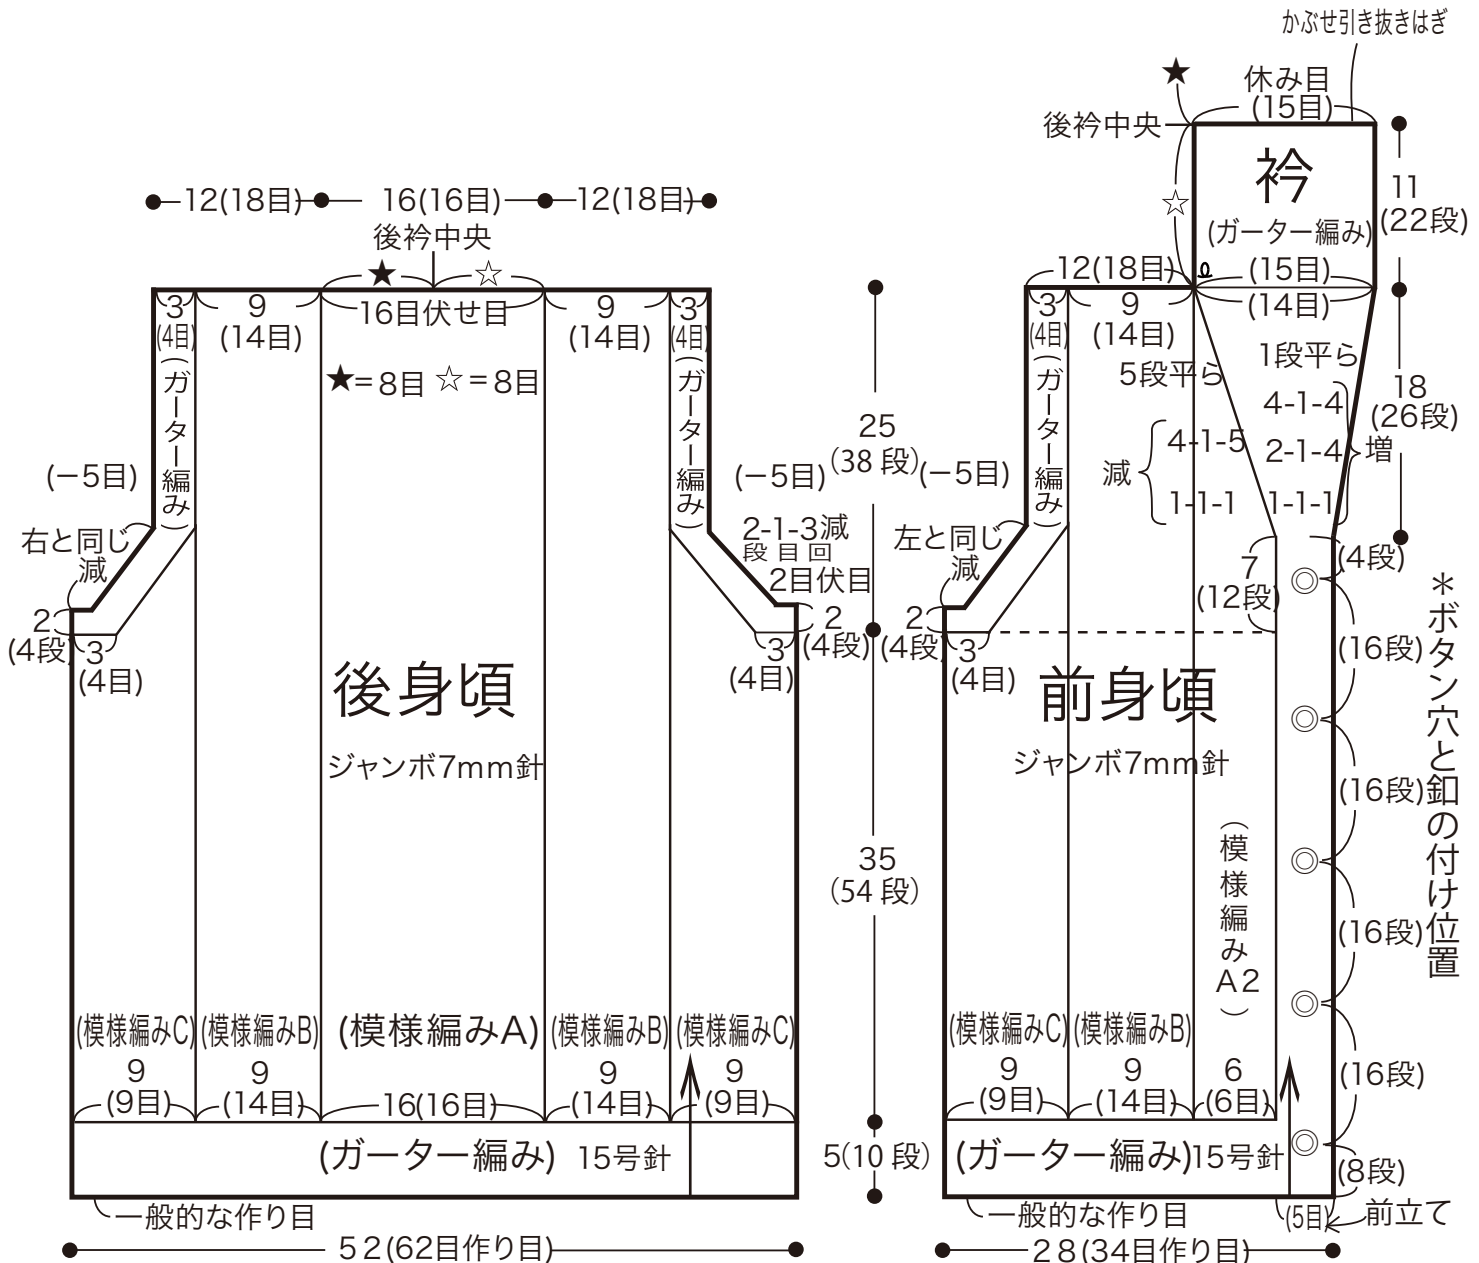 かぶせ引き抜きはぎ
★
休み目
(15目)
後衿中央
衿
(ガーター編み)
☆
11
(22段)
12(18目)
16(16目)
12(18目)
後衿中央
★
☆
3
(4目)
9
(14目)
16目伏せ目
9
(14目)
3
(4目)
★=8目 ☆=8目
(ガーター編み)
(ガーター編み)
(−5目)
(−5目)
右と同じ
減
2-1-3減
段目回
2目伏目
2
(4段)
3
(4目)
2
(4段)
3
(4目)
後身頃
ジャンボ7mm針
(模様編みC)
(模様編みB)
(模様編みA)
(模様編みB)
(模様編みC)
9
(9目)
9
(14目)
16(16目)
9
(14目)
9
(9目)
(ガーター編み) 15号針
一般的な作り目
52(62目作り目)
25
(38段)
35
(54段)
5(10段)
12(18目)
(15目)
(14目)
3
(4目)
9
(14目)
5段平ら
1段平ら
18
(26段)
(ガーター編み)
4-1-5
1-1-1
減
4-1-4
2-1-4
1-1-1
増
(−5目)
左と同じ
減
2
(4段)
3
(4目)
7
(12段)
(4段)
(16段)
(16段)
(16段)
(16段)
(8段)
*ボタン穴と釦の付け位置
前身頃
ジャンボ7mm針
(模様編みA2)
(模様編みC)
(模様編みB)
9
(9目)
9
(14目)
6
(6目)
(ガーター編み)15号針
一般的な作り目
(5目)
前立て
28(34目作り目)